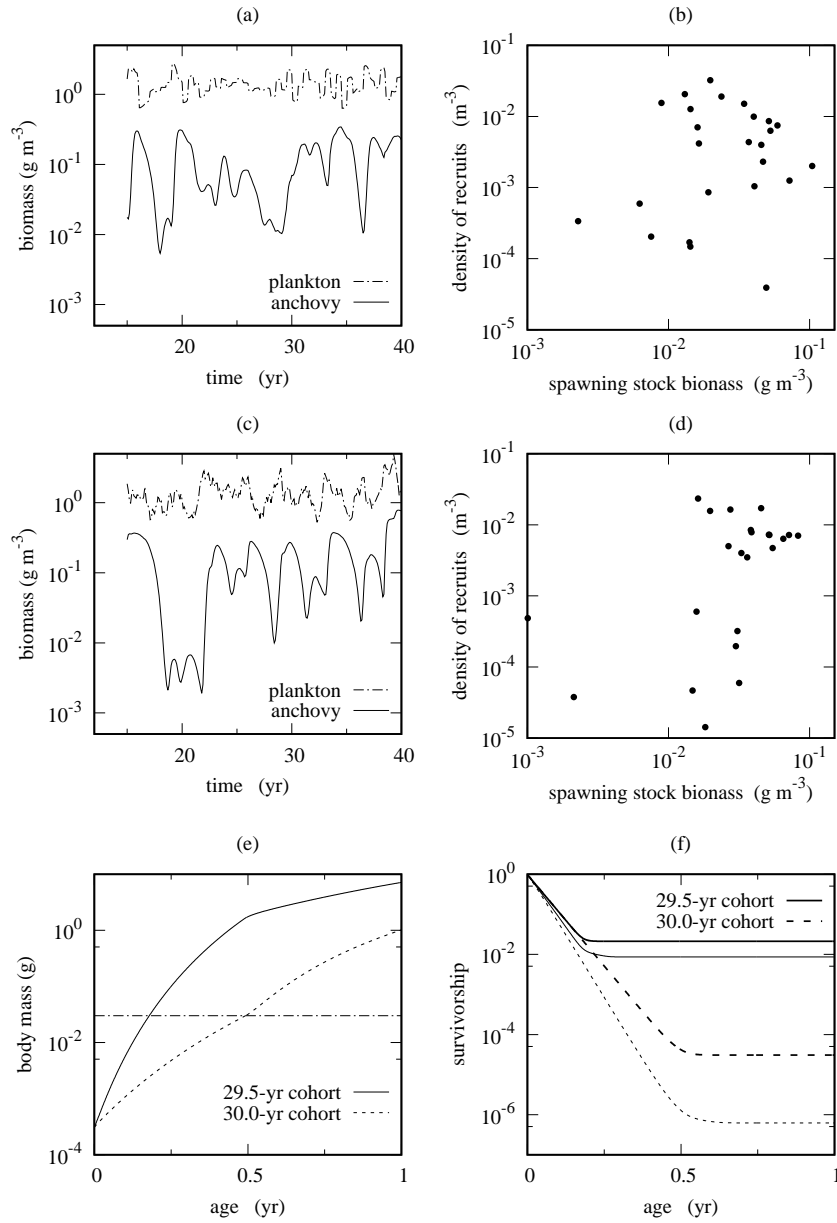 (a)
10^0
10^-1
10^-2
10^-3
biomass (g m^-3)
plankton
anchovy
20 30 40
time (yr)
(b)
10^-1
10^-2
10^-3
10^-4
10^-5
density of recruits (m^-3)
10^-3 10^-2 10^-1
spawning stock bionass (g m^-3)
(c)
10^0
10^-1
10^-2
10^-3
biomass (g m^-3)
plankton
anchovy
20 30 40
time (yr)
(d)
10^-1
10^-2
10^-3
10^-4
10^-5
density of recruits (m^-3)
10^-3 10^-2 10^-1
spawning stock bionass (g m^-3)
(e)
10^0
10^-2
10^-4
body mass (g)
29.5-yr cohort
30.0-yr cohort
0 0.5 1
age (yr)
(f)
10^0
10^-2
10^-4
10^-6
survivorship
29.5-yr cohort
30.0-yr cohort
0 0.5 1
age (yr)